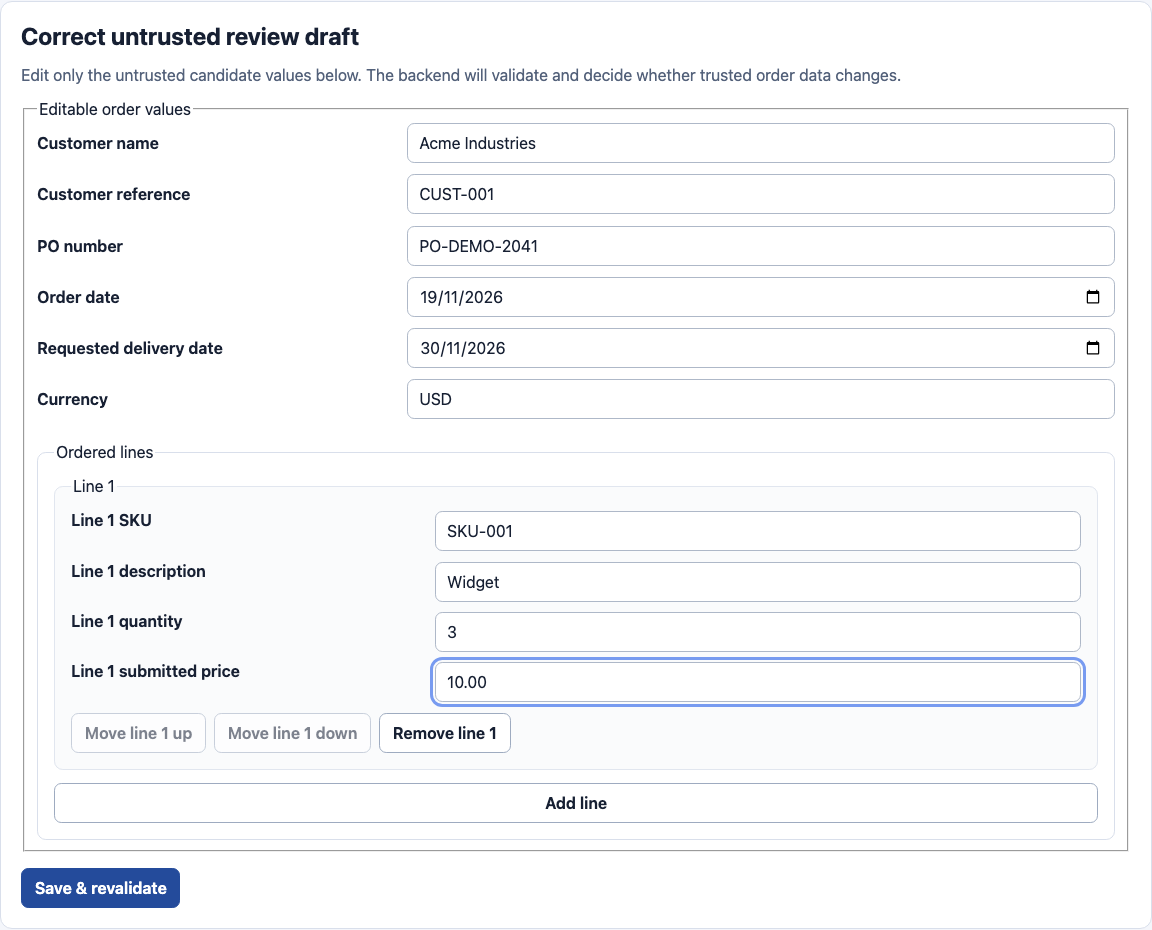 Correct untrusted review draft
Edit only the untrusted candidate values below. The backend will validate and decide whether trusted order data changes.
Editable order values
Customer name
Acme Industries
Customer reference
CUST-001
PO number
PO-DEMO-2041
Order date
19/11/2026
Requested delivery date
30/11/2026
Currency
USD
Ordered lines
Line 1
Line 1 SKU
SKU-001
Line 1 description
Widget
Line 1 quantity
3
Line 1 submitted price
10.00
Move line 1 up
Move line 1 down
Remove line 1
Add line
Save & revalidate